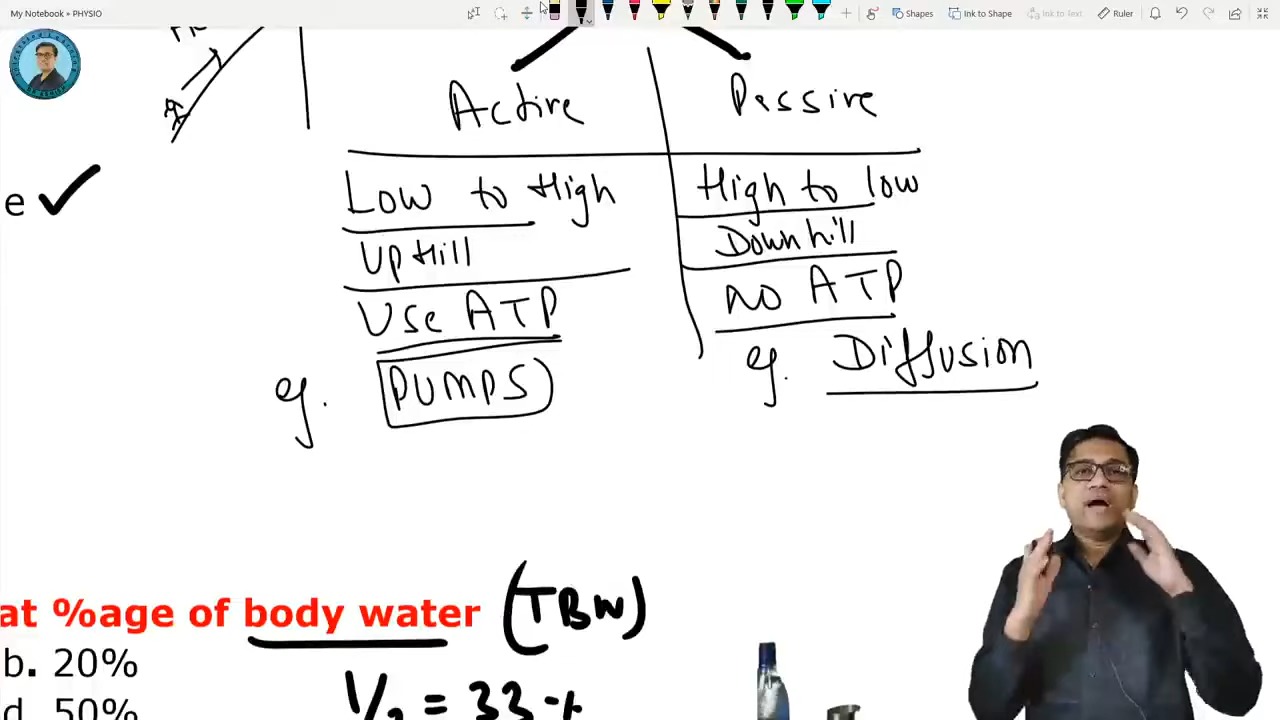 My Notebook » PHYSIO
Shapes
Ink to Shape
Ink to Text
Ruler
Active
Passive
Low to High
High to low
e
Up Hill
Down hill
Use ATP
no ATP
eg. PUMPS
eg. Diffusion
at %age of body water (TBW)
b. 20%
= 33
d. 50%